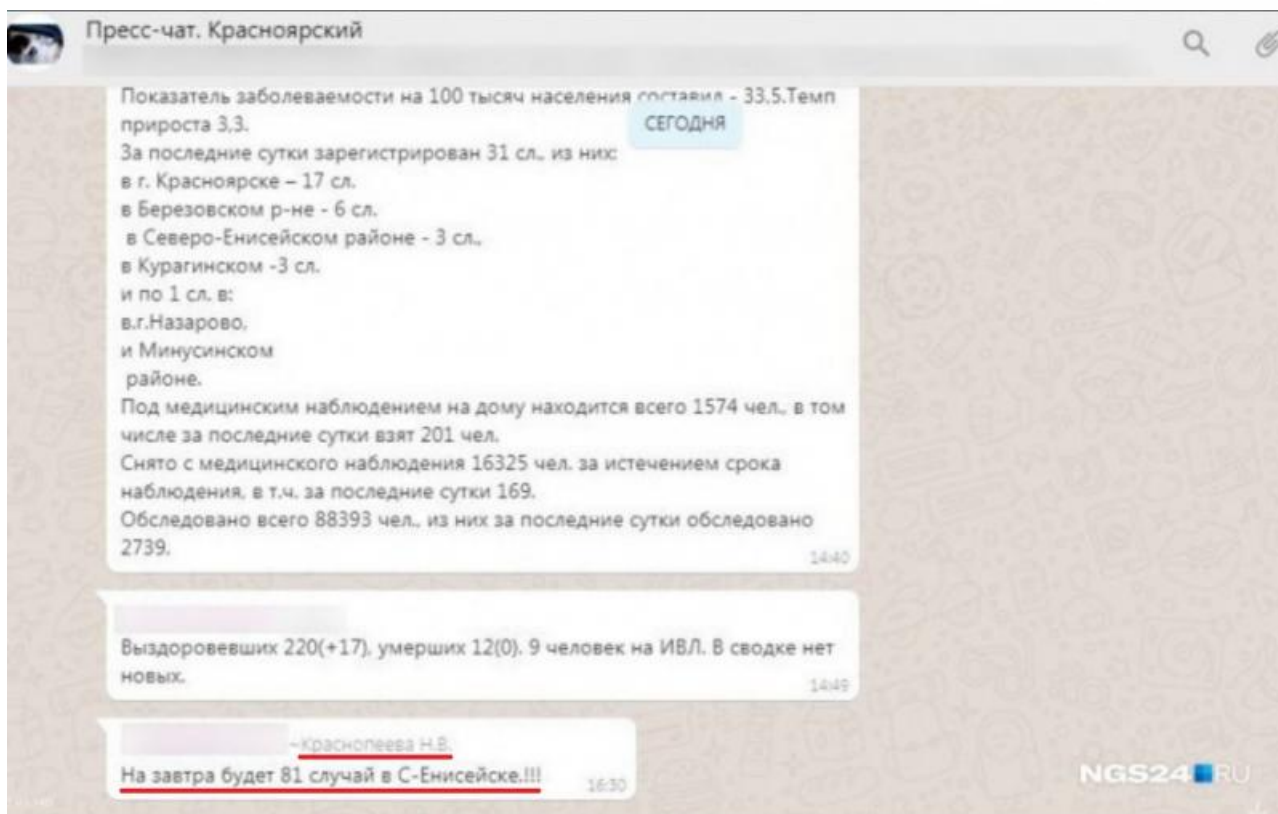 Пресс-чат. Красноярский
Показатель заболеваемости на 100 тысяч населения составил - 33,5.Темп
прироста 3,3.
СЕГОДНЯ
За последние сутки зарегистрирован 31 сл., из них:
в г. Красноярске – 17 сл.
в Березовском р-не - 6 сл.
в Северо-Енисейском районе - 3 сл.,
в Курагинском -3 сл.
и по 1 сл. в:
в.г.Назарово,
и Минусинском
районе.
Под медицинским наблюдением на дому находится всего 1574 чел., в том
числе за последние сутки взят 201 чел.
Снято с медицинского наблюдения 16325 чел. за истечением срока
наблюдения, в т.ч. за последние сутки 169.
Обследовано всего 88393 чел., из них за последние сутки обследовано
2739.
14:40
Выздоровевших 220(+17), умерших 12(0). 9 человек на ИВЛ. В сводке нет
новых.
14:49
~Краснопеева Н.В.
На завтра будет 81 случай в С-Енисейске.!!!
16:30
NGS24 RU